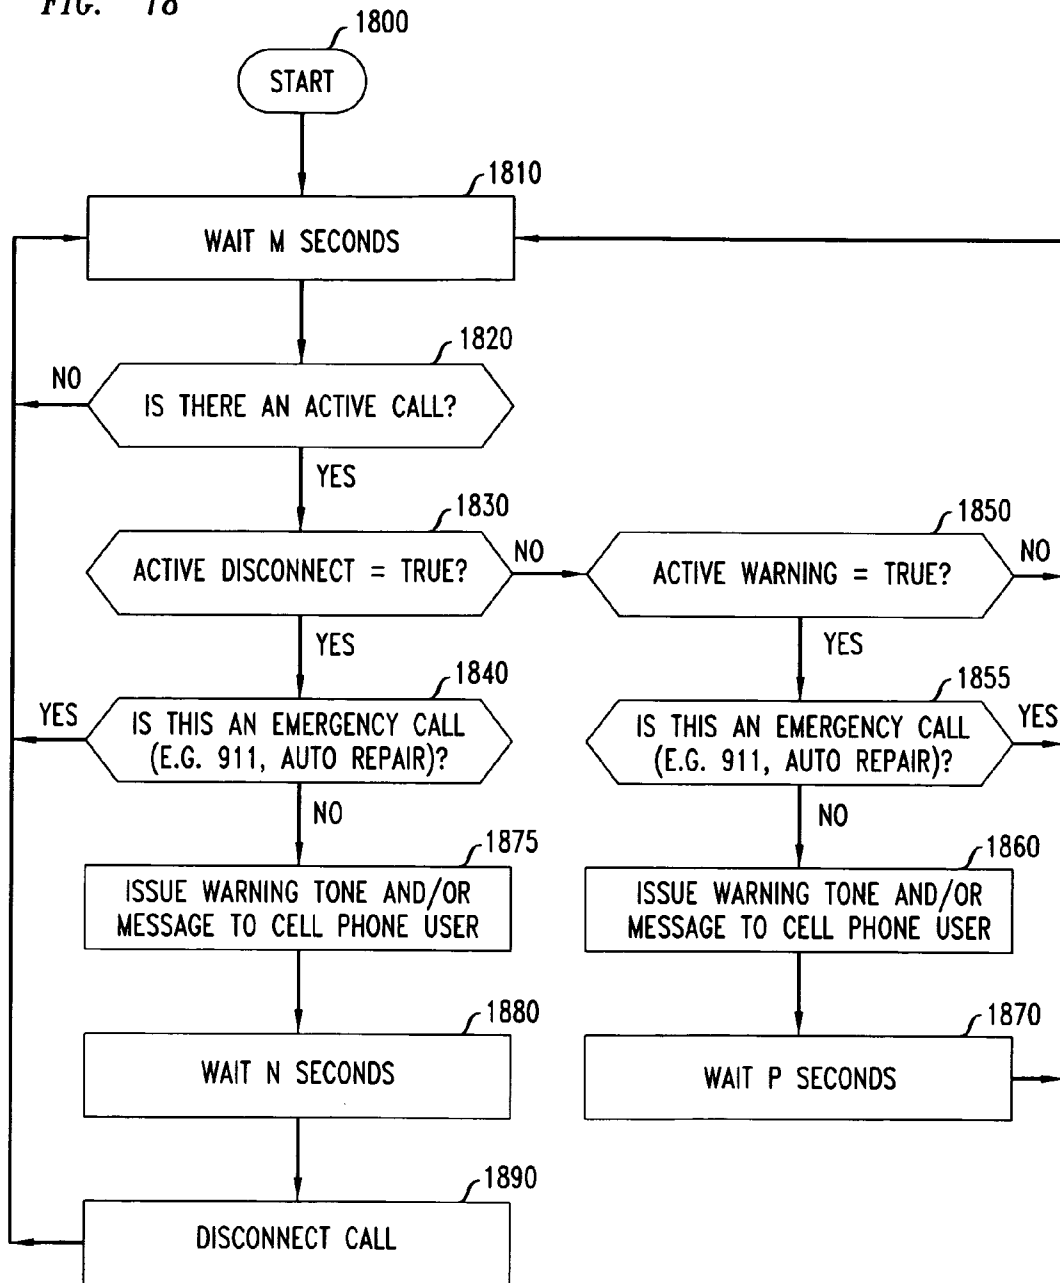 FIG. 18
1800
START
1810
WAIT M SECONDS
1820
NO
IS THERE AN ACTIVE CALL?
YES
1830
ACTIVE DISCONNECT = TRUE?
NO
1850
ACTIVE WARNING = TRUE?
NO
YES
YES
1840
YES
IS THIS AN EMERGENCY CALL
(E.G. 911, AUTO REPAIR)?
1855
IS THIS AN EMERGENCY CALL
(E.G. 911, AUTO REPAIR)?
YES
NO
NO
1875
ISSUE WARNING TONE AND/OR
MESSAGE TO CELL PHONE USER
1860
ISSUE WARNING TONE AND/OR
MESSAGE TO CELL PHONE USER
1880
WAIT N SECONDS
1870
WAIT P SECONDS
1890
DISCONNECT CALL